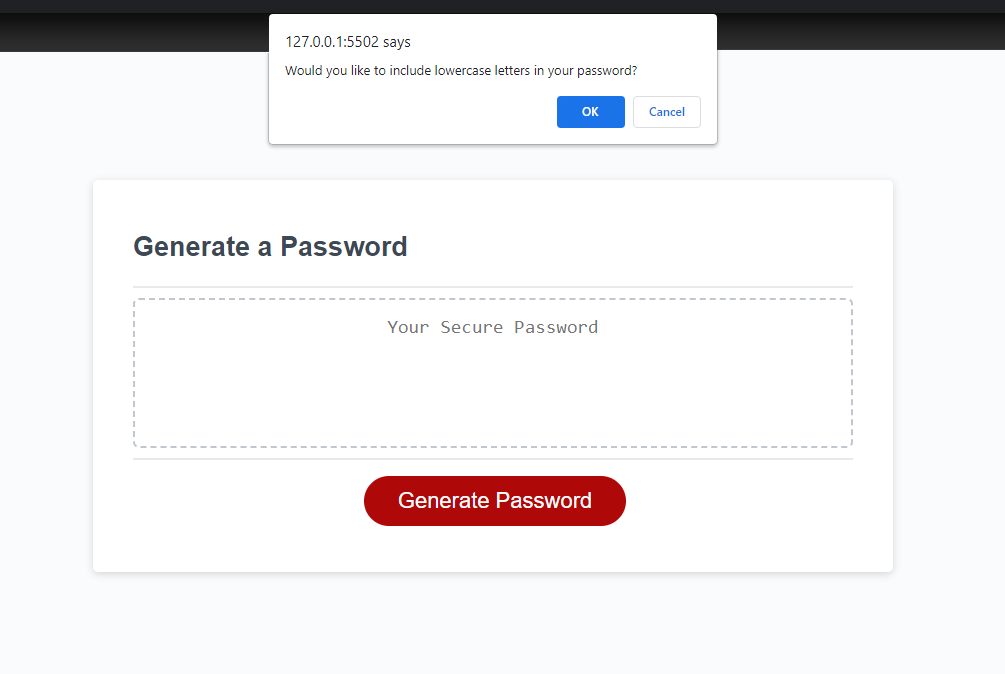 127.0.0.1:5502 says
Would you like to include lowercase letters in your password?
OK Cancel
Generate a Password
Your Secure Password
Generate Password